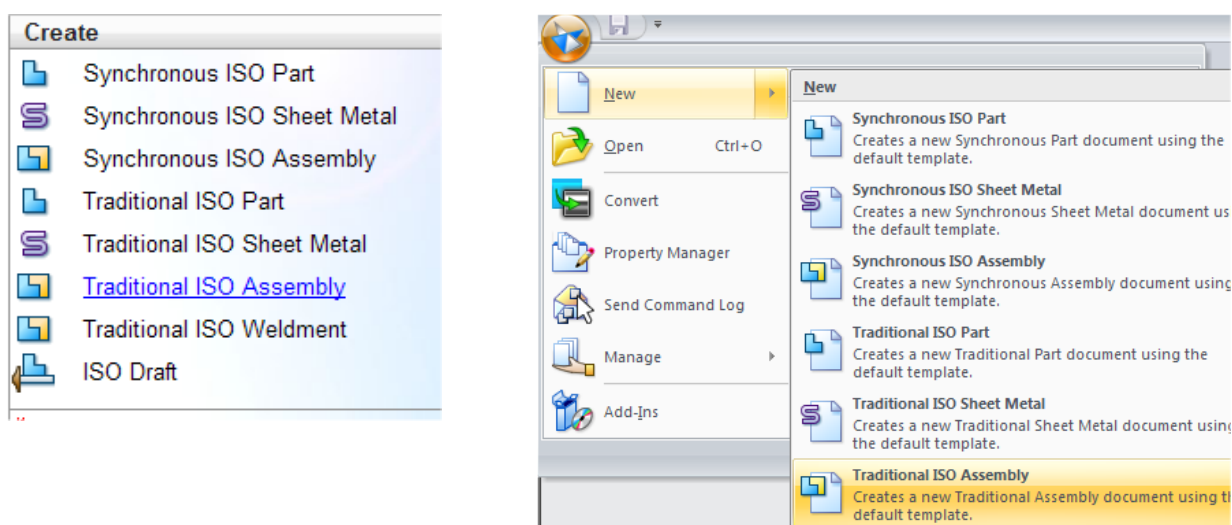 Create
Synchronous ISO Part
Synchronous ISO Sheet Metal
Synchronous ISO Assembly
Traditional ISO Part
Traditional ISO Sheet Metal
Traditional ISO Assembly
Traditional ISO Weldment
ISO Draft
New
Open Ctrl+O
Convert
Property Manager
Send Command Log
Manage
Add-Ins
New
Synchronous ISO Part
Creates a new Synchronous Part document using the
default template.
Synchronous ISO Sheet Metal
Creates a new Synchronous Sheet Metal document us
the default template.
Synchronous ISO Assembly
Creates a new Synchronous Assembly document using
the default template.
Traditional ISO Part
Creates a new Traditional Part document using the
default template.
Traditional ISO Sheet Metal
Creates a new Traditional Sheet Metal document using
the default template.
Traditional ISO Assembly
Creates a new Traditional Assembly document using th
default template.